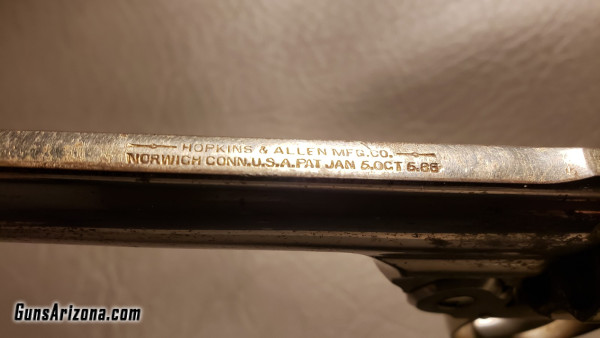 HOPKINS & ALLEN MFG.CO.
NORWICH CONN.U.S.A.PAT JAN 5.OCT 5.86
GunsArizona.com